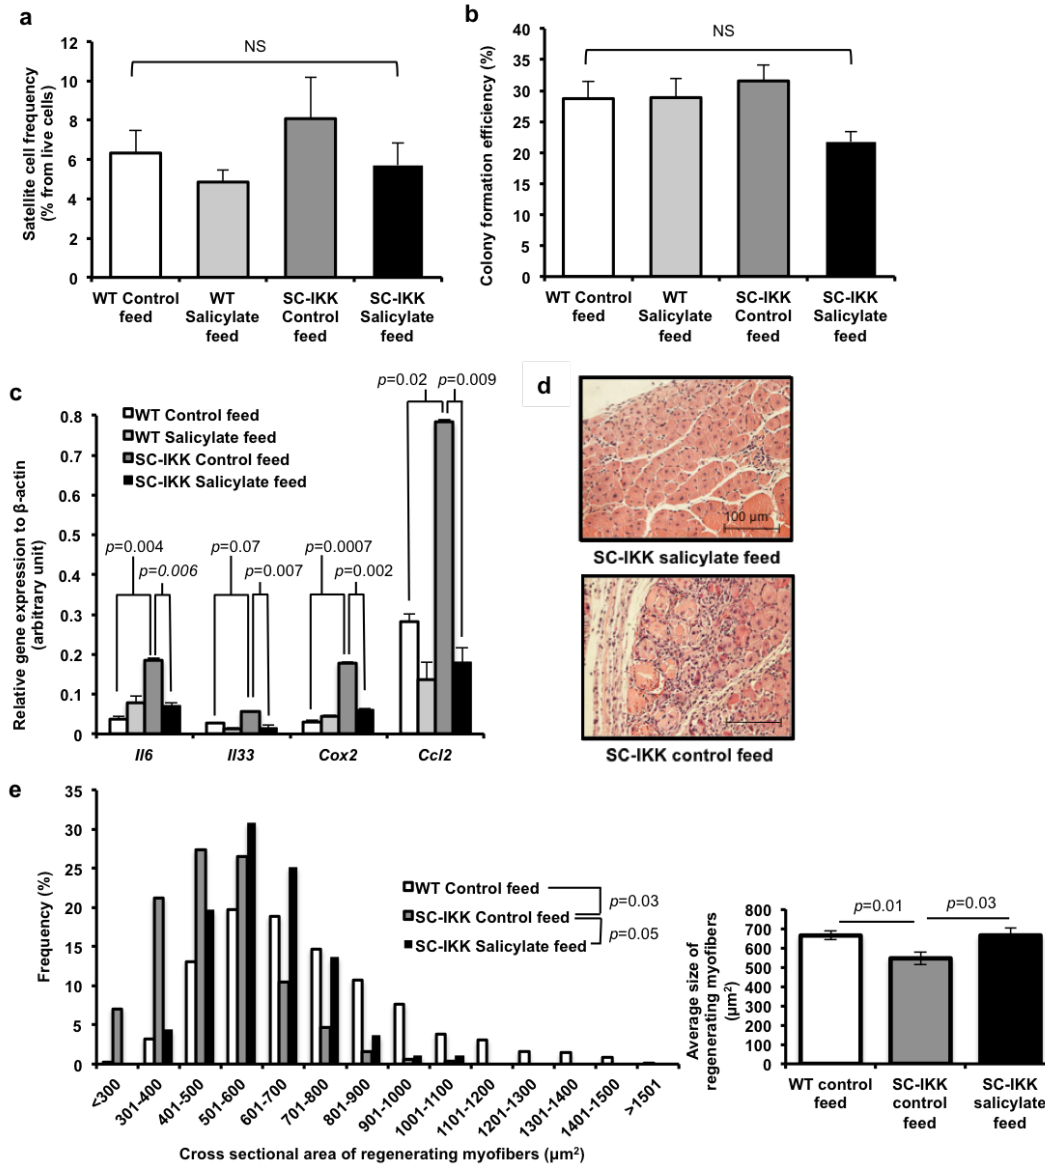 a
12
10
8
6
4
2
0
Satellite cell frequency
(% from live cells)
NS
WT Control
feed
WT
Salicylate
feed
SC-IKK
Control
feed
SC-IKK
Salicylate
feed
b
40
35
30
25
20
15
10
5
0
Colony formation efficiency (%)
NS
WT Control
feed
WT
Salicylate
feed
SC-IKK
Control
feed
SC-IKK
Salicylate
feed
c
0.8
0.7
0.6
0.5
0.4
0.3
0.2
0.1
0
Relative gene expression to β-actin
(arbitrary unit)
WT Control feed
WT Salicylate feed
SC-IKK Control feed
SC-IKK Salicylate feed
p=0.004
p=0.006
p=0.07
p=0.007
p=0.0007
p=0.002
p=0.02
p=0.009
Il6
Il33
Cox2
Ccl2
d
100 µm
SC-IKK salicylate feed
SC-IKK control feed
e
35
30
25
20
15
10
5
0
Frequency (%)
WT Control feed
SC-IKK Control feed
SC-IKK Salicylate feed
p=0.03
p=0.05
<300
301-400
401-500
501-600
601-700
701-800
801-900
901-1000
1001-1100
1101-1200
1201-1300
1301-1400
1401-1500
>1501
Cross sectional area of regenerating myofibers (µm²)
Average size of
regenerating myofibers
(µm²)
800
700
600
500
400
300
200
100
0
p=0.01
p=0.03
WT control
feed
SC-IKK
control
feed
SC-IKK
salicylate
feed